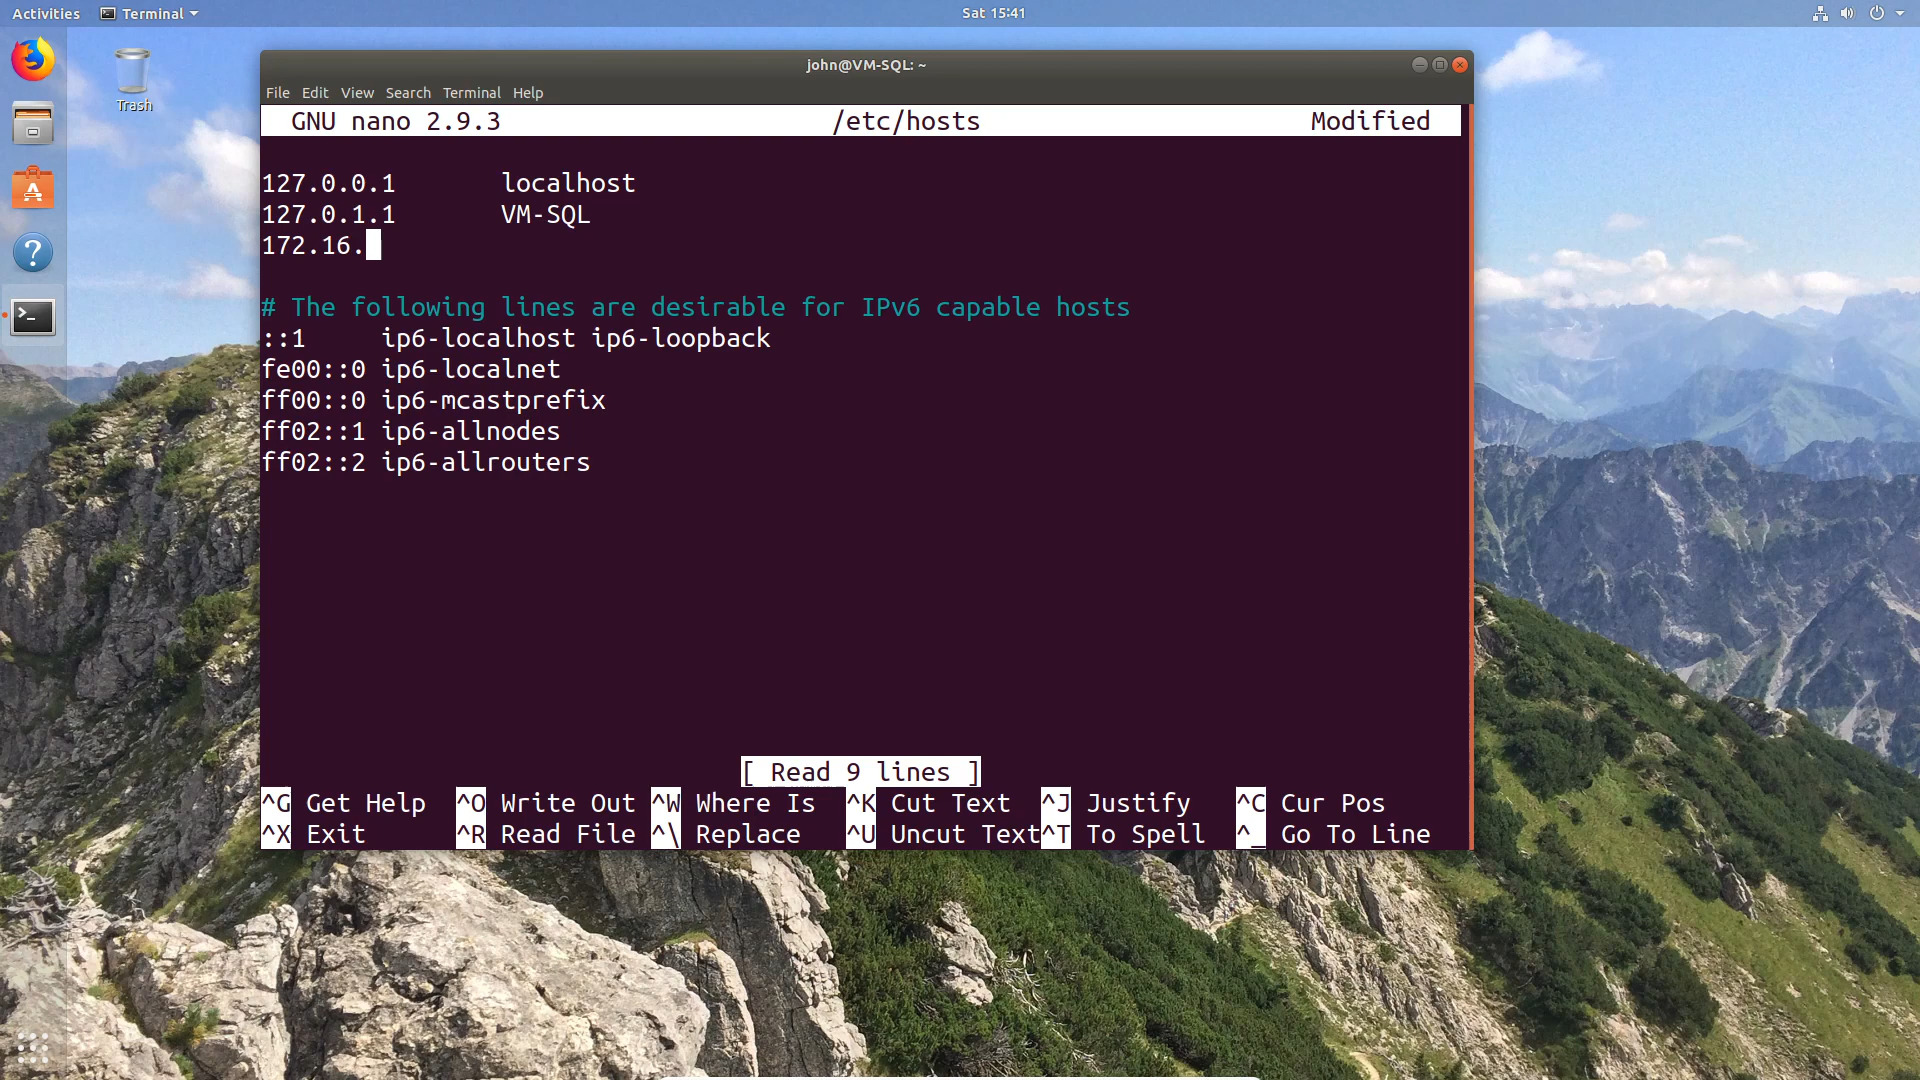 Activities Terminal Sat 15:41
Trash
john@VM-SQL: ~
File Edit View Search Terminal Help
GNU nano 2.9.3 /etc/hosts Modified
127.0.0.1 localhost
127.0.1.1 VM-SQL
172.16.
# The following lines are desirable for IPv6 capable hosts
::1 ip6-localhost ip6-loopback
fe00::0 ip6-localnet
ff00::0 ip6-mcastprefix
ff02::1 ip6-allnodes
ff02::2 ip6-allrouters
[ Read 9 lines ]
^G Get Help ^O Write Out ^W Where Is ^K Cut Text ^J Justify ^C Cur Pos
^X Exit ^R Read File ^\ Replace ^U Uncut Text ^T To Spell ^_ Go To Line